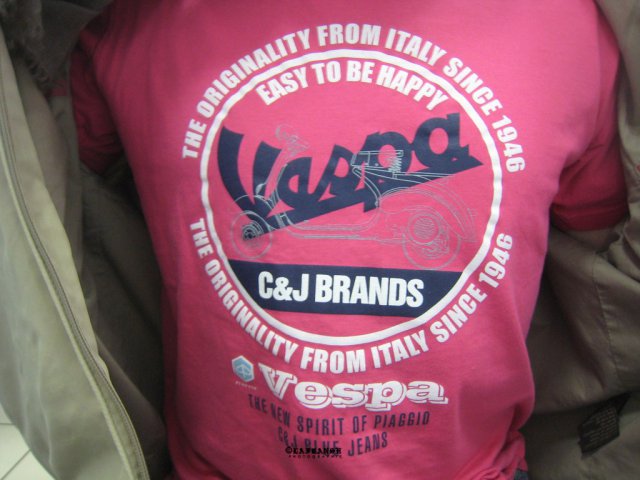 THE ORIGINALITY FROM ITALY SINCE 1946
EASY TO BE HAPPY
Vespa
C&J BRANDS
THE ORIGINALITY FROM ITALY SINCE 1946
Vespa
THE NEW SPIRIT OF PIAGGIO
C&J BLUE JEANS